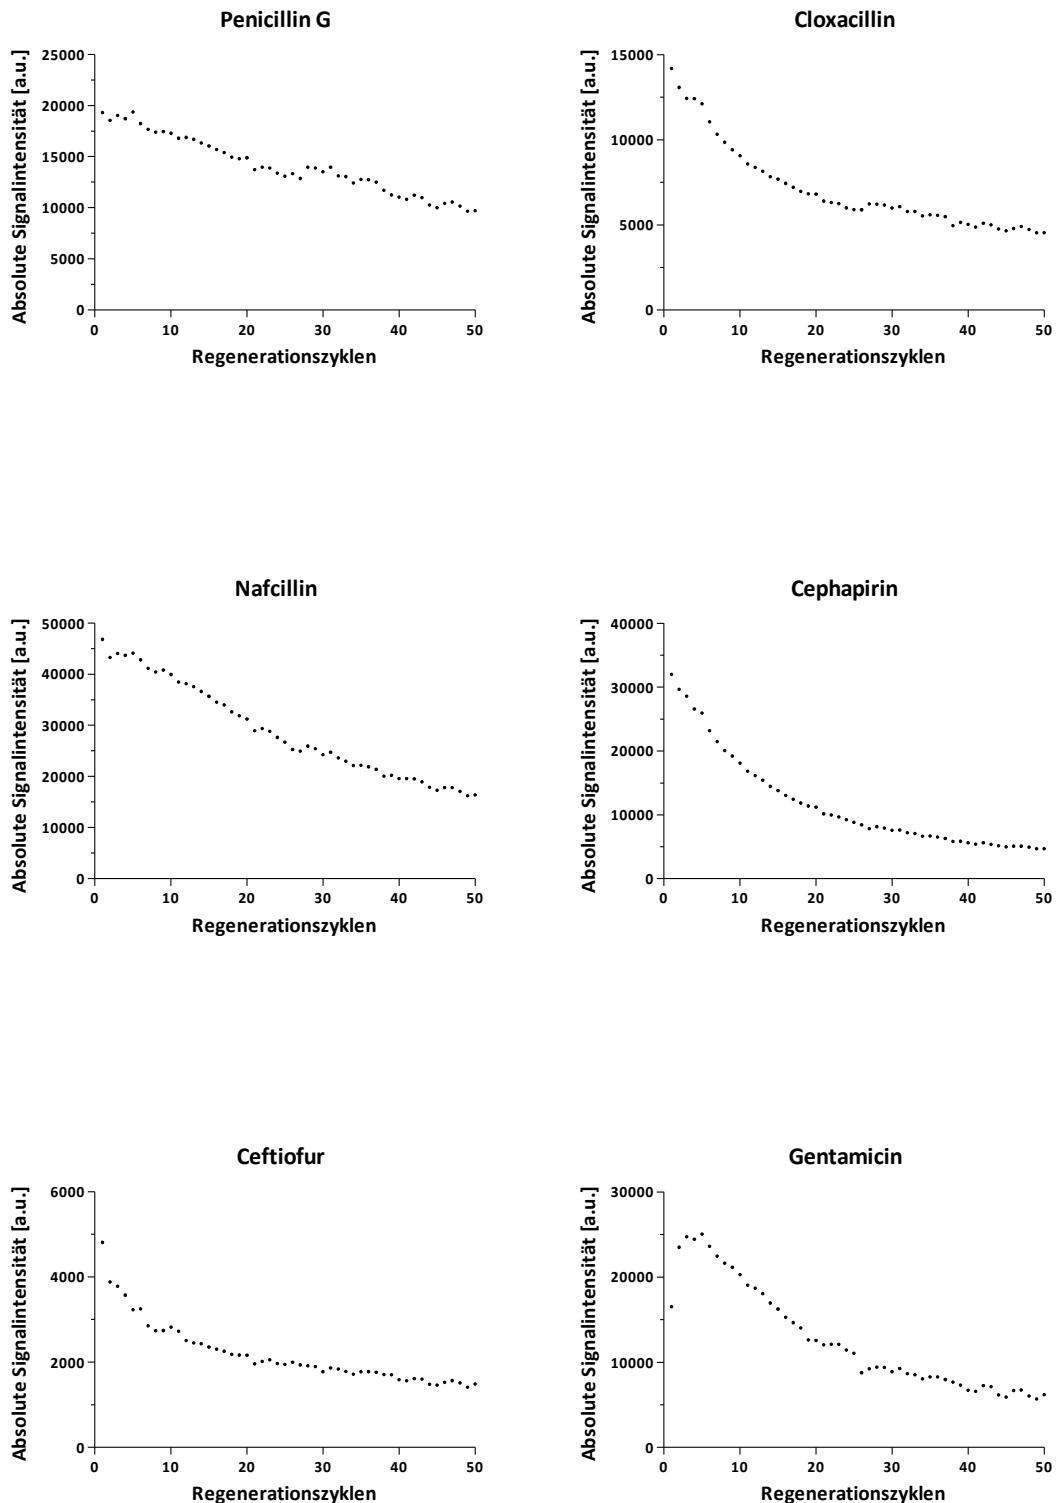 Penicillin G
Absolute Signalintensität [a.u.]
25000
20000
15000
10000
5000
0
0 10 20 30 40 50
Regenerationszyklen
Cloxacillin
Absolute Signalintensität [a.u.]
15000
10000
5000
0
0 10 20 30 40 50
Regenerationszyklen
Nafcillin
Absolute Signalintensität [a.u.]
50000
40000
30000
20000
10000
0
0 10 20 30 40 50
Regenerationszyklen
Cephapirin
Absolute Signalintensität [a.u.]
40000
30000
20000
10000
0
0 10 20 30 40 50
Regenerationszyklen
Ceftiofur
Absolute Signalintensität [a.u.]
6000
4000
2000
0
0 10 20 30 40 50
Regenerationszyklen
Gentamicin
Absolute Signalintensität [a.u.]
30000
20000
10000
0
0 10 20 30 40 50
Regenerationszyklen